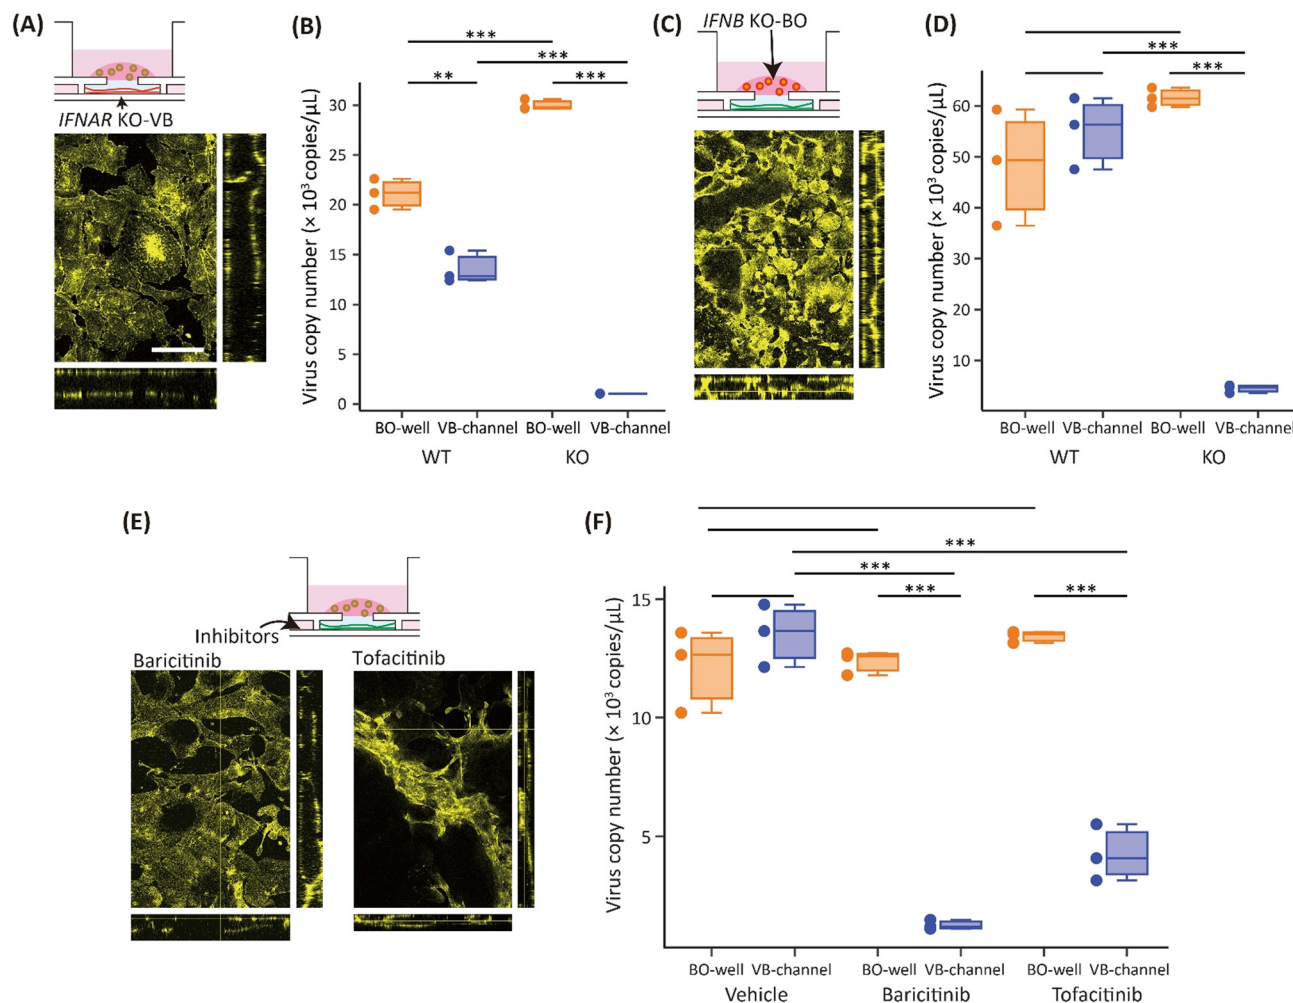 (A)
IFNAR KO-VB
(B)
***
***
**
***
Virus copy number (× 10³ copies/µL)
30
25
20
15
10
5
0
BO-well VB-channel BO-well VB-channel
WT KO
(C)
IFNB KO-BO
(D)
***
***
Virus copy number (× 10³ copies/µL)
60
50
40
30
20
10
BO-well VB-channel BO-well VB-channel
WT KO
(E)
Inhibitors
Baricitinib Tofacitinib
(F)
***
***
*** ***
Virus copy number (× 10³ copies/µL)
15
10
5
BO-well VB-channel BO-well VB-channel BO-well VB-channel
Vehicle Baricitinib Tofacitinib